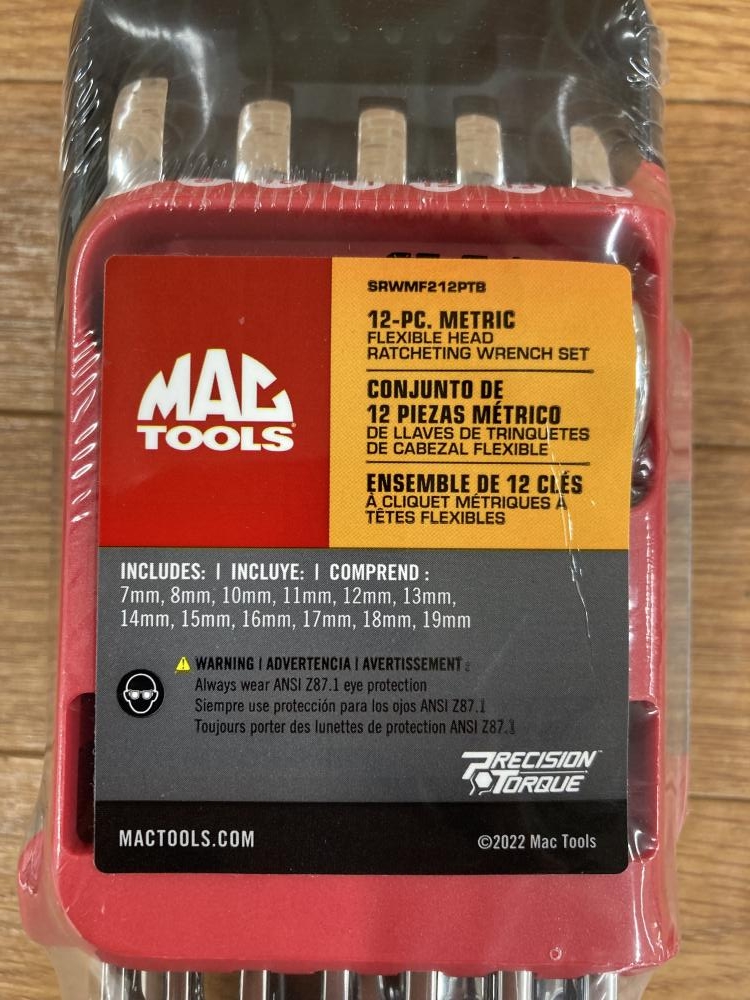 SRWMF212PTB
12-PC. METRIC
FLEXIBLE HEAD
RATCHETING WRENCH SET
CONJUNTO DE
12 PIEZAS MÉTRICO
DE LLAVES DE TRINQUETES
DE CABEZAL FLEXIBLE
ENSEMBLE DE 12 CLÉS
À CLIQUET MÉTRIQUES À
TÊTES FLEXIBLES
MAC
TOOLS
INCLUDES: | INCLUYE: | COMPREND :
7mm, 8mm, 10mm, 11mm, 12mm, 13mm,
14mm, 15mm, 16mm, 17mm, 18mm, 19mm
WARNING | ADVERTENCIA | AVERTISSEMENT :
Always wear ANSI Z87.1 eye protection
Siempre use protección para los ojos ANSI Z87.1
Toujours porter des lunettes de protection ANSI Z87.1
PRECISION
TORQUE™
MACTOOLS.COM
©2022 Mac Tools